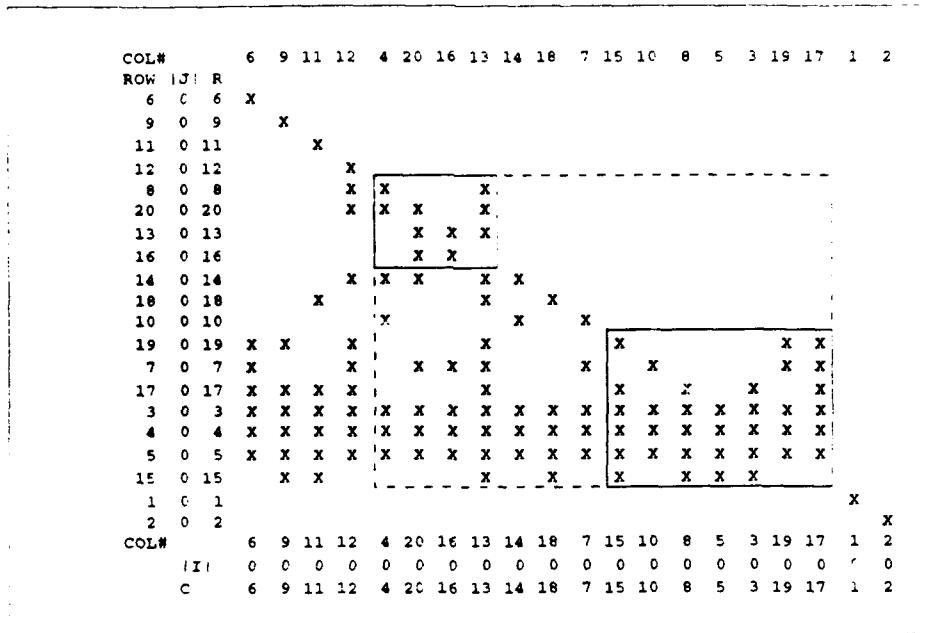 COL# 6 9 11 12 4 20 16 13 14 18 7 15 10 8 5 3 19 17 1 2
ROW |J| R
6 0 6 X
9 0 9 X
11 0 11 X
12 0 12 X
8 0 8 X X X
20 0 20 X X X X
13 0 13 X X X
16 0 16 X X
14 0 14 X X X X X
18 0 18 X X X
10 0 10 X X X
19 0 19 X X X X X X X
7 0 7 X X X X X X X X X
17 0 17 X X X X X X X X X
3 0 3 X X X X X X X X X X X X X X X X X X
4 0 4 X X X X X X X X X X X X X X X X X X
5 0 5 X X X X X X X X X X X X X X X X X X
15 0 15 X X X X X X X X
1 0 1 X
2 0 2 X
COL# 6 9 11 12 4 20 16 13 14 18 7 15 10 8 5 3 19 17 1 2
|I| 0 0 0 0 0 0 0 0 0 0 0 0 0 0 0 0 0 0 0 0
C 6 9 11 12 4 20 16 13 14 18 7 15 10 8 5 3 19 17 1 2